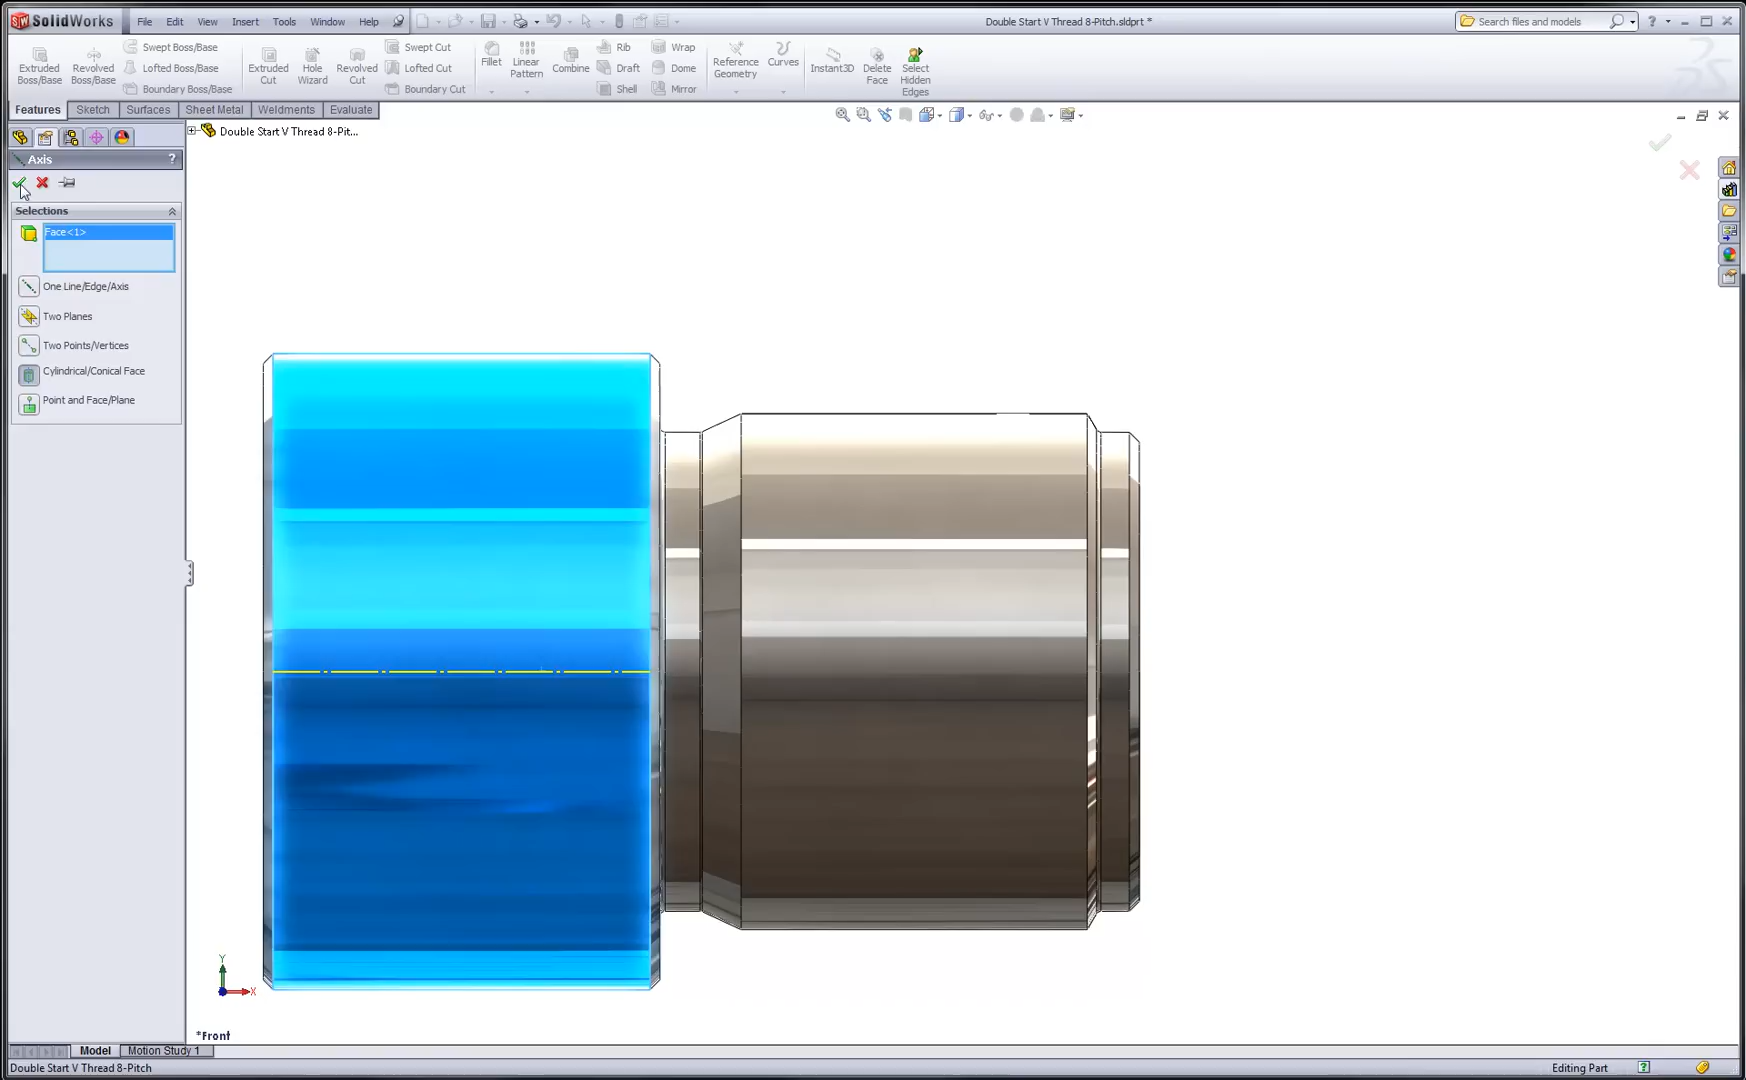 SolidWorks File Edit View Insert Tools Window Help Double Start V Thread 8-Pitch.sldprt * Search files and models ?
Extruded Boss/Base
Revolved Boss/Base
Swept Boss/Base
Lofted Boss/Base
Boundary Boss/Base
Extruded Cut
Hole Wizard
Revolved Cut
Swept Cut
Lofted Cut
Boundary Cut
Fillet
Linear Pattern
Combine
Rib
Draft
Shell
Wrap
Dome
Mirror
Reference Geometry
Curves
Instant3D
Delete Face
Select Hidden Edges
Features Sketch Surfaces Sheet Metal Weldments Evaluate
Double Start V Thread 8-Pit...
Axis ?
Selections
Face<1>
One Line/Edge/Axis
Two Planes
Two Points/Vertices
Cylindrical/Conical Face
Point and Face/Plane
Y
X
*Front
Model Motion Study 1
Double Start V Thread 8-Pitch Editing Part ?